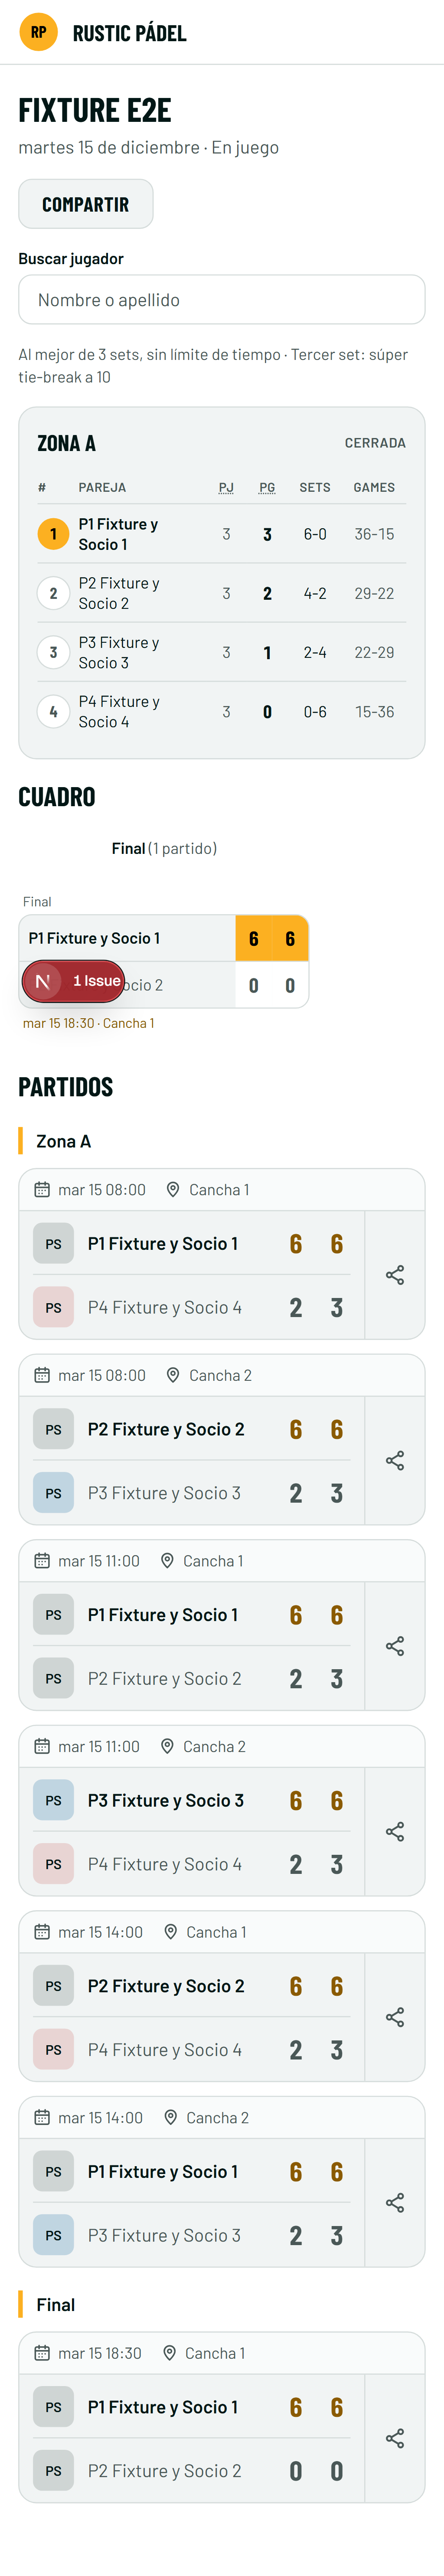 RP RUSTIC PÁDEL
FIXTURE E2E
martes 15 de diciembre · En juego
COMPARTIR
Buscar jugador
Nombre o apellido
Al mejor de 3 sets, sin límite de tiempo · Tercer set: súper
tie-break a 10
ZONA A CERRADA
# PAREJA PJ PG SETS GAMES
1 P1 Fixture y 3 3 6-0 36-15
Socio 1
2 P2 Fixture y 3 2 4-2 29-22
Socio 2
3 P3 Fixture y 3 1 2-4 22-29
Socio 3
4 P4 Fixture y 3 0 0-6 15-36
Socio 4
CUADRO
Final (1 partido)
Final
P1 Fixture y Socio 1 6 6
N 1 Issue ocio 2 0 0
mar 15 18:30 · Cancha 1
PARTIDOS
Zona A
mar 15 08:00 Cancha 1
PS P1 Fixture y Socio 1 6 6
PS P4 Fixture y Socio 4 2 3
mar 15 08:00 Cancha 2
PS P2 Fixture y Socio 2 6 6
PS P3 Fixture y Socio 3 2 3
mar 15 11:00 Cancha 1
PS P1 Fixture y Socio 1 6 6
PS P2 Fixture y Socio 2 2 3
mar 15 11:00 Cancha 2
PS P3 Fixture y Socio 3 6 6
PS P4 Fixture y Socio 4 2 3
mar 15 14:00 Cancha 1
PS P2 Fixture y Socio 2 6 6
PS P4 Fixture y Socio 4 2 3
mar 15 14:00 Cancha 2
PS P1 Fixture y Socio 1 6 6
PS P3 Fixture y Socio 3 2 3
Final
mar 15 18:30 Cancha 1
PS P1 Fixture y Socio 1 6 6
PS P2 Fixture y Socio 2 0 0